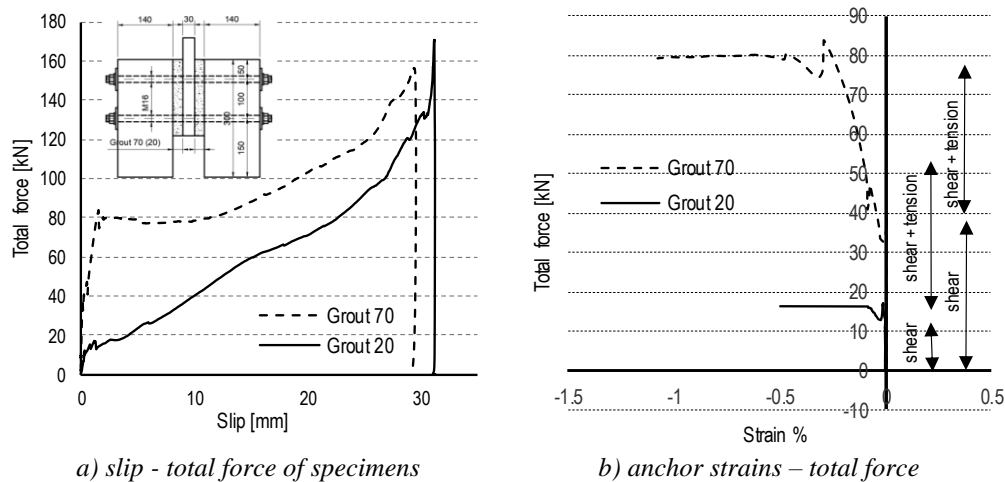 140 30 140
50
100
M16
300
150
Grout 70 (20)
180
160
140
120
100
80
60
40
20
0
Total force [kN]
Grout 70
Grout 20
0 10 20 30
Slip [mm]
a) slip - total force of specimens
90
80
70
60
50
40
30
20
10
0
-10
Total force [kN]
Grout 70
Grout 20
shear + tension
shear + tension
shear
shear
-1.5 -1 -0.5 0 0.5
Strain %
b) anchor strains – total force